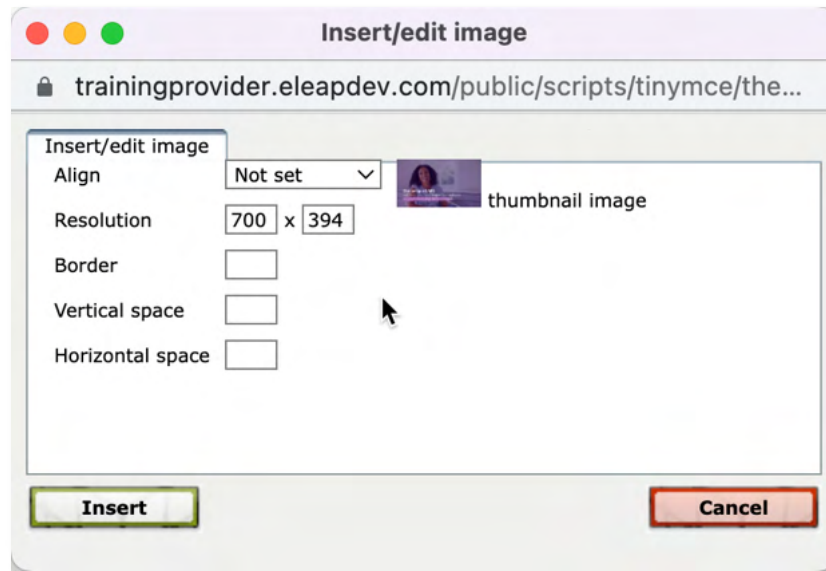 Insert/edit image
trainingprovider.eleapdev.com/public/scripts/tinymce/the...
Insert/edit image
Align Not set
thumbnail image
Resolution 700 x 394
Border
Vertical space
Horizontal space
Insert Cancel